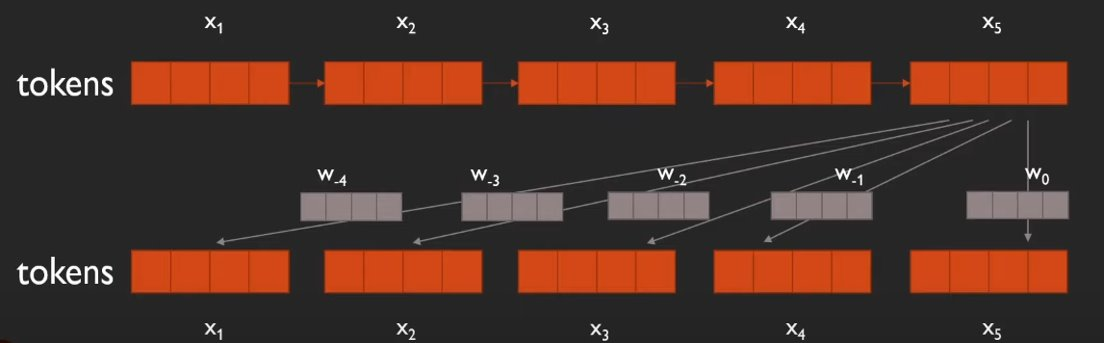 x₁ x₂ x₃ x₄ x₅
tokens
w₋₄ w₋₃ w₋₂ w₋₁ w₀
tokens
x₁ x₂ x₃ x₄ x₅